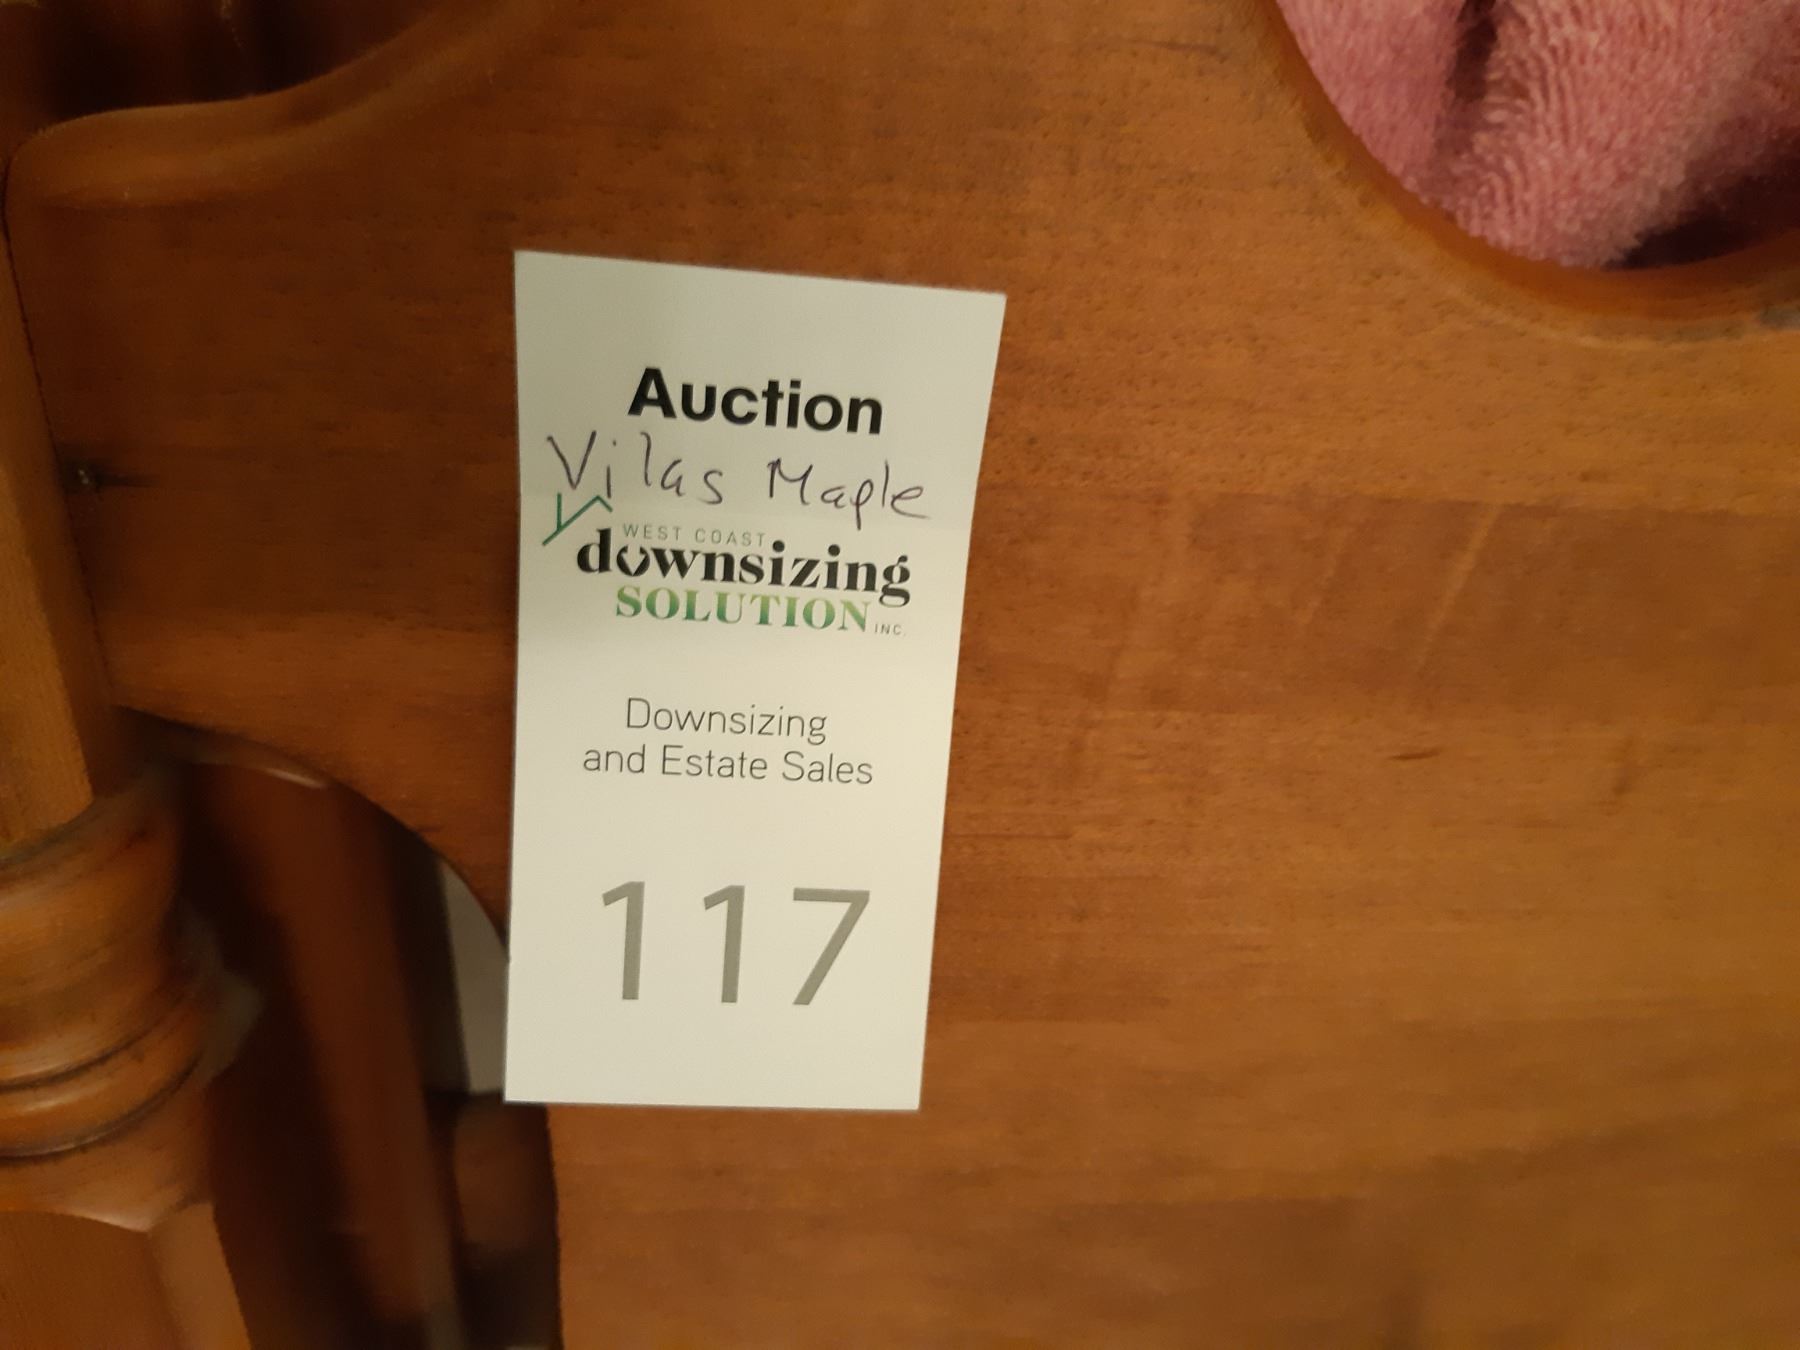 Auction
Vilas Maple
WEST COAST
downsizing
SOLUTION INC.
Downsizing
and Estate Sales
117